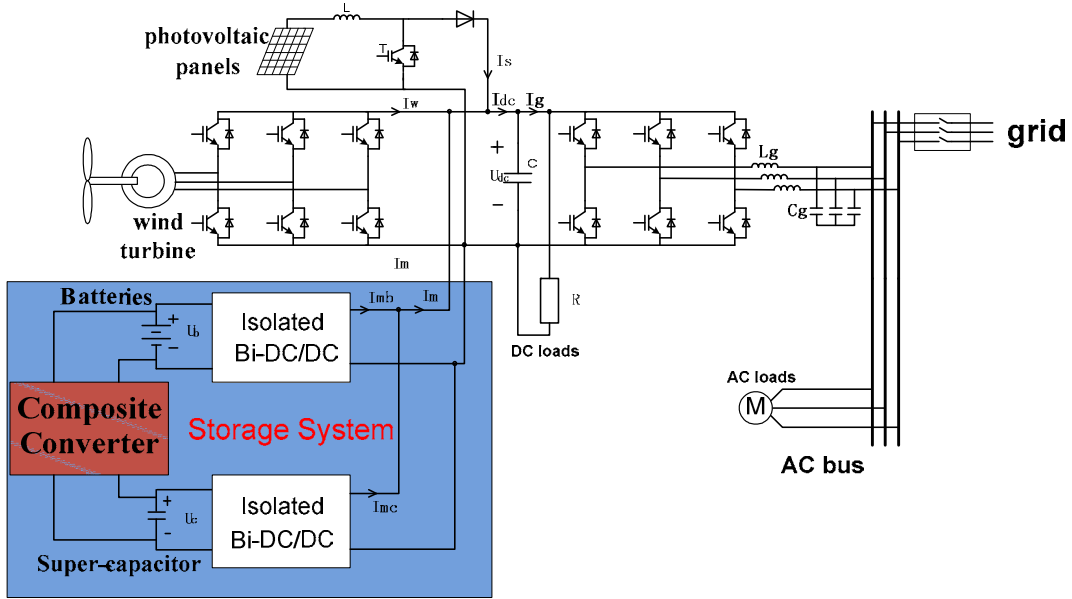 L
photovoltaic
panels
T
Is
Iw
Idc
Ig
+
Udc
-
C
Lg
Cg
grid
wind
turbine
Im
Batteries
+
Ub
-
Isolated
Bi-DC/DC
Imb
Im
R
DC loads
AC loads
M
AC bus
Composite
Converter
Storage System
+
Uc
-
Isolated
Bi-DC/DC
Imc
Super-capacitor